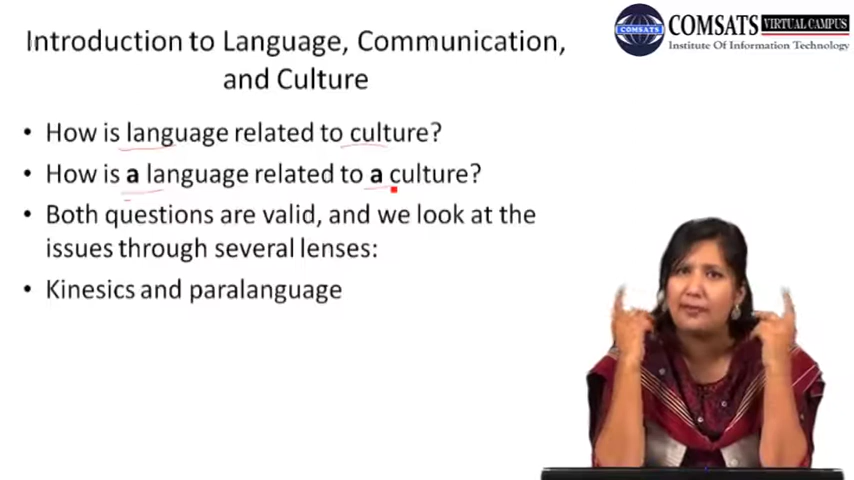 Introduction to Language, Communication,
and Culture
COMSATS
COMSATS VIRTUAL CAMPUS
Institute Of Information Technology
• How is language related to culture?
• How is a language related to a culture?
• Both questions are valid, and we look at the
issues through several lenses:
• Kinesics and paralanguage